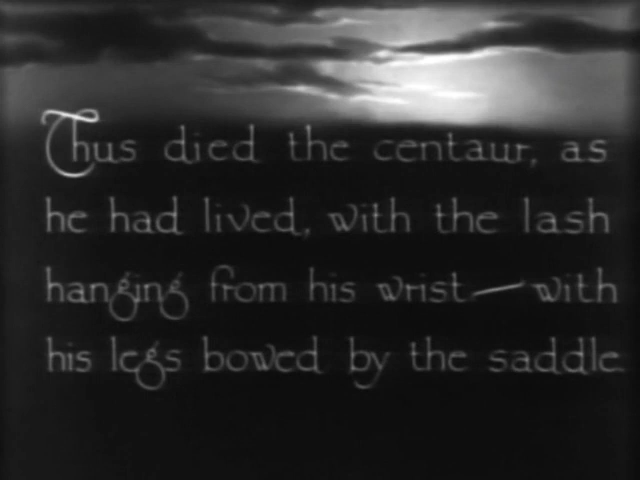 Thus died the centaur, as
he had lived, with the lash
hanging from his wrist — with
his legs bowed by the saddle